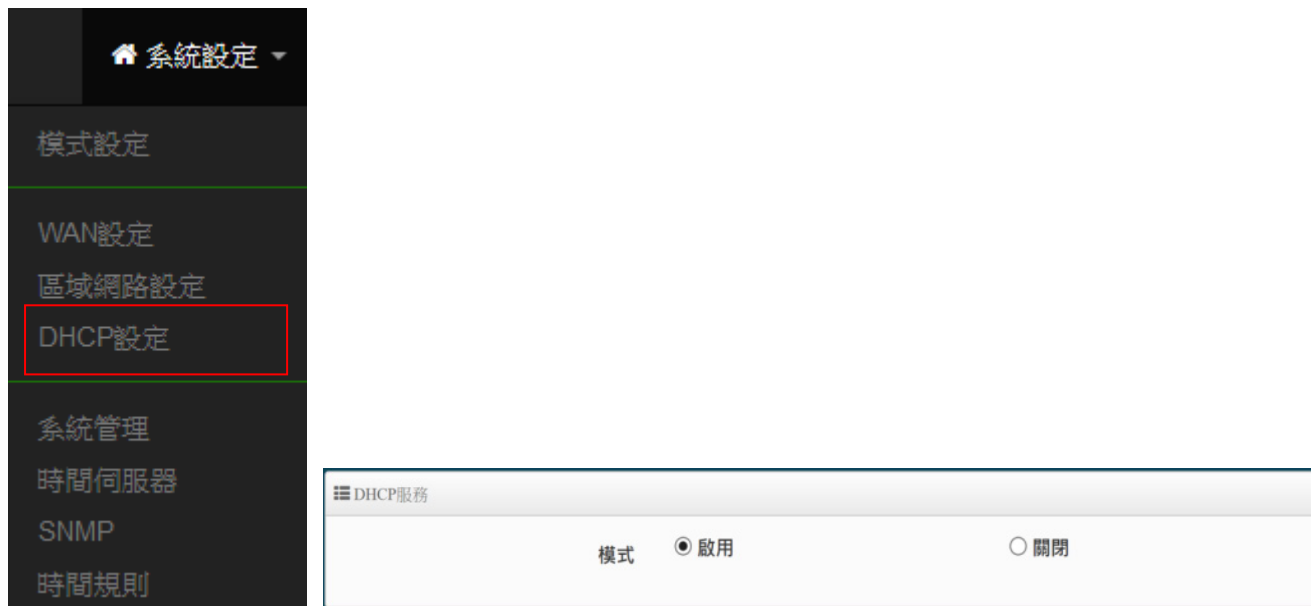 系統設定
模式設定
WAN設定
區域網路設定
DHCP設定
系統管理
時間伺服器
SNMP
時間規則
DHCP服務
模式 啟用 關閉